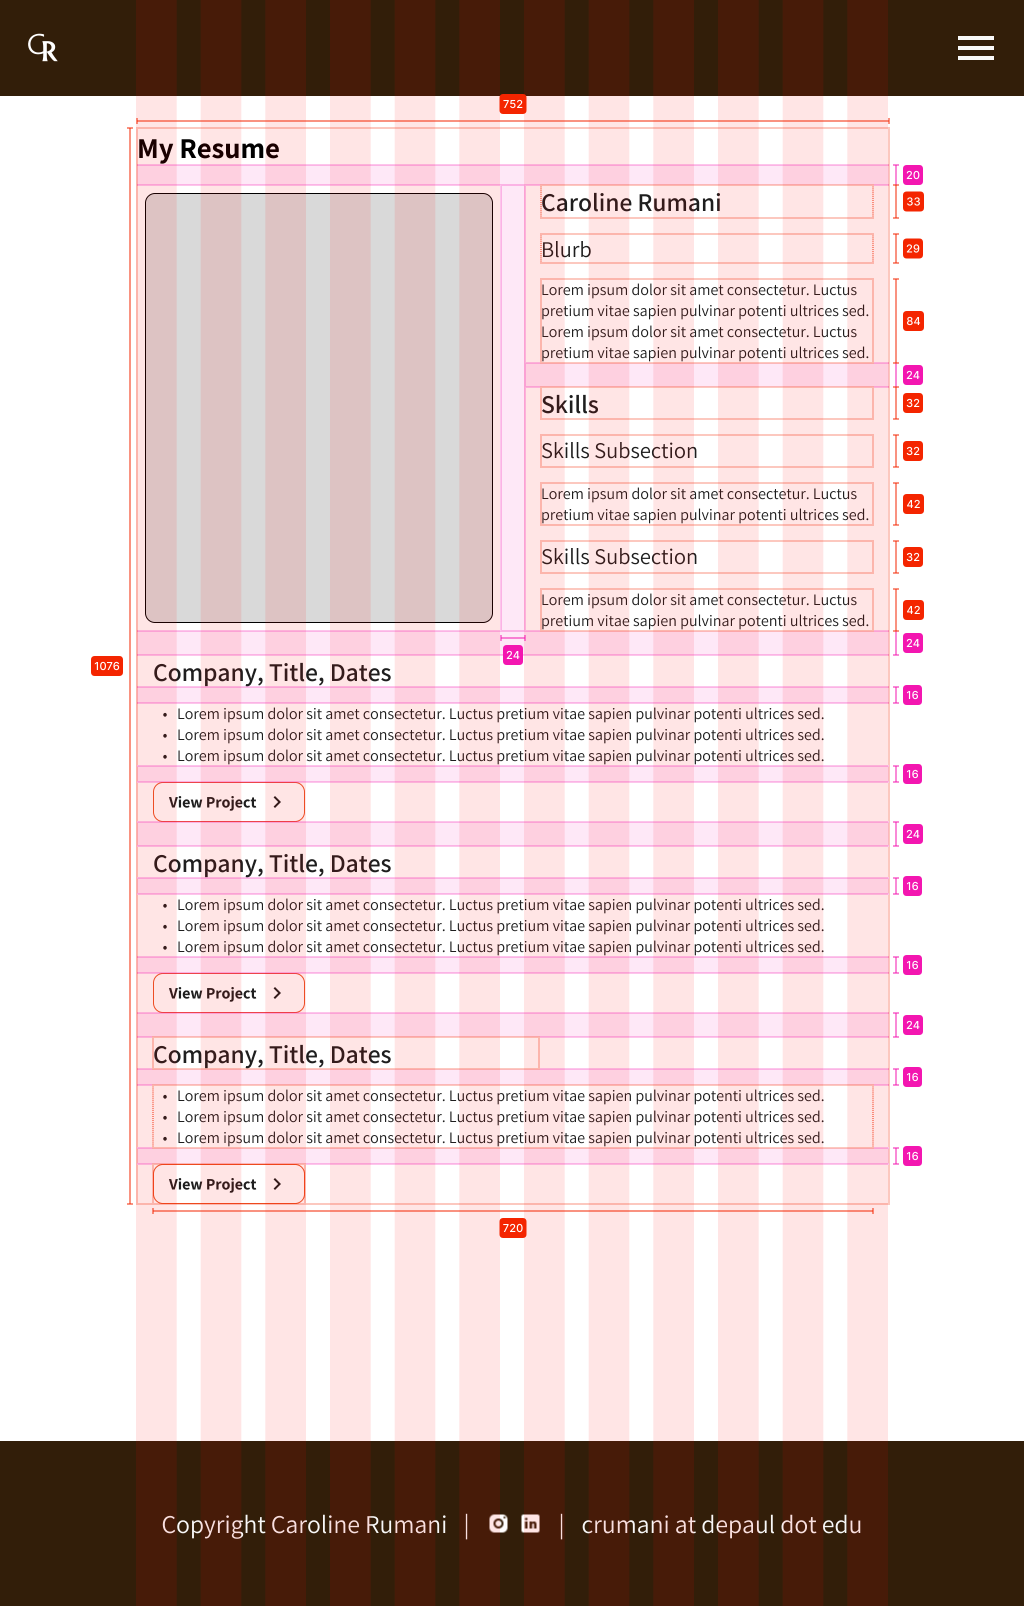 CR
752
My Resume
20
Caroline Rumani
33
Blurb
29
Lorem ipsum dolor sit amet consectetur. Luctus
pretium vitae sapien pulvinar potenti ultrices sed.
Lorem ipsum dolor sit amet consectetur. Luctus
pretium vitae sapien pulvinar potenti ultrices sed.
84
24
Skills
32
Skills Subsection
32
Lorem ipsum dolor sit amet consectetur. Luctus
pretium vitae sapien pulvinar potenti ultrices sed.
42
Skills Subsection
32
Lorem ipsum dolor sit amet consectetur. Luctus
pretium vitae sapien pulvinar potenti ultrices sed.
42
24
24
1076
Company, Title, Dates
16
• Lorem ipsum dolor sit amet consectetur. Luctus pretium vitae sapien pulvinar potenti ultrices sed.
• Lorem ipsum dolor sit amet consectetur. Luctus pretium vitae sapien pulvinar potenti ultrices sed.
• Lorem ipsum dolor sit amet consectetur. Luctus pretium vitae sapien pulvinar potenti ultrices sed.
16
View Project
24
Company, Title, Dates
16
• Lorem ipsum dolor sit amet consectetur. Luctus pretium vitae sapien pulvinar potenti ultrices sed.
• Lorem ipsum dolor sit amet consectetur. Luctus pretium vitae sapien pulvinar potenti ultrices sed.
• Lorem ipsum dolor sit amet consectetur. Luctus pretium vitae sapien pulvinar potenti ultrices sed.
16
View Project
24
Company, Title, Dates
16
• Lorem ipsum dolor sit amet consectetur. Luctus pretium vitae sapien pulvinar potenti ultrices sed.
• Lorem ipsum dolor sit amet consectetur. Luctus pretium vitae sapien pulvinar potenti ultrices sed.
• Lorem ipsum dolor sit amet consectetur. Luctus pretium vitae sapien pulvinar potenti ultrices sed.
16
View Project
720
Copyright Caroline Rumani | in | crumani at depaul dot edu